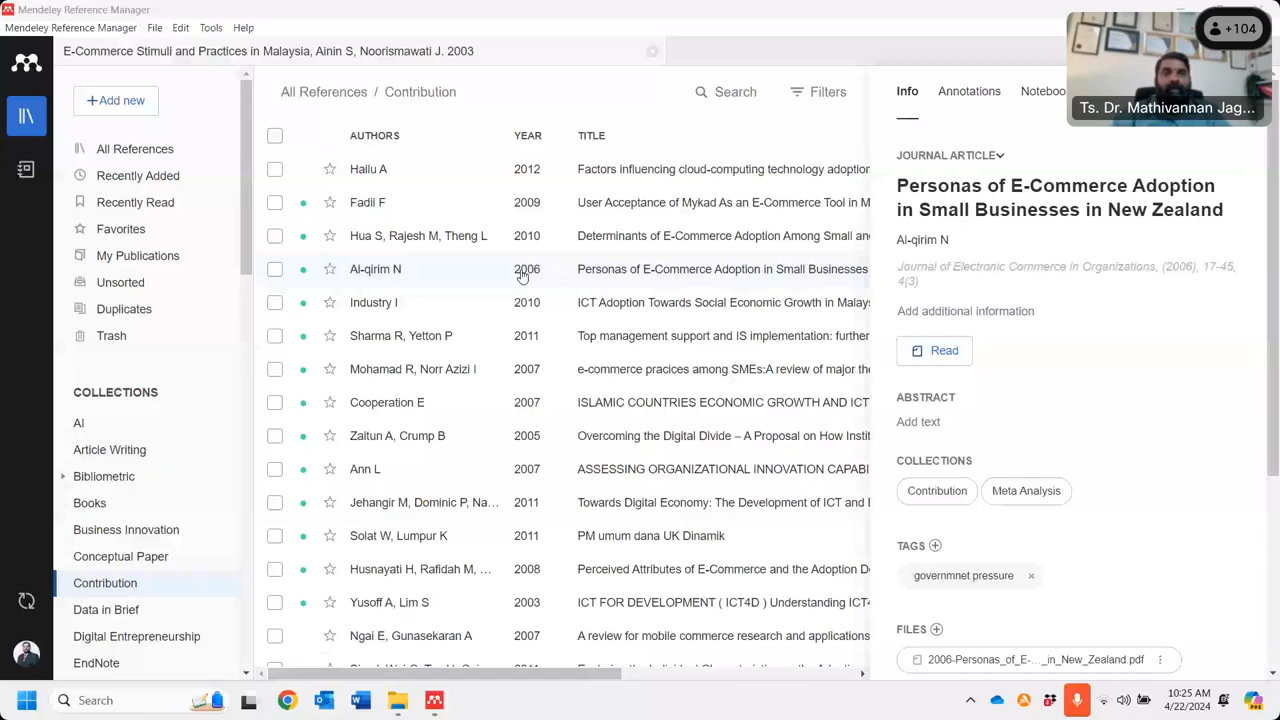 Mendeley Reference Manager
Mendeley Reference Manager File Edit Tools Help
E-Commerce Stimuli and Practices in Malaysia, Ainin S, Noorismawati J. 2003
+104
Ts. Dr. Mathivannan Jag...
+Add new
All References
Recently Added
Recently Read
Favorites
My Publications
Unsorted
Duplicates
Trash
COLLECTIONS
AI
Article Writing
Bibliometric
Books
Business Innovation
Conceptual Paper
Contribution
Data in Brief
Digital Entrepreneurship
EndNote
All References / Contribution
Search
Filters
AUTHORS YEAR TITLE
Hailu A 2012 Factors influencing cloud-computing technology adoption
Fadil F 2009 User Acceptance of Mykad As an E-Commerce Tool in M
Hua S, Rajesh M, Theng L 2010 Determinants of E-Commerce Adoption Among Small an
Al-qirim N 2006 Personas of E-Commerce Adoption in Small Businesses
Industry I 2010 ICT Adoption Towards Social Economic Growth in Malay
Sharma R, Yetton P 2011 Top management support and IS implementation: further
Mohamad R, Norr Azizi I 2007 e-commerce pracices among SMEs:A review of major the
Cooperation E 2007 ISLAMIC COUNTRIES ECONOMIC GROWTH AND ICT
Zaitun A, Crump B 2005 Overcoming the Digital Divide – A Proposal on How Instit
Ann L 2007 ASSESSING ORGANIZATIONAL INNOVATION CAPABI
Jehangir M, Dominic P, Na... 2011 Towards Digital Economy: The Development of ICT and E
Solat W, Lumpur K 2011 PM umum dana UK Dinamik
Husnayati H, Rafidah M, ... 2008 Perceived Attributes of E-Commerce and the Adoption D
Yusoff A, Lim S 2003 ICT FOR DEVELOPMENT ( ICT4D ) Understanding ICT4
Ngai E, Gunasekaran A 2007 A review for mobile commerce research and applications
Info Annotations Noteboo
JOURNAL ARTICLE
Personas of E-Commerce Adoption
in Small Businesses in New Zealand
Al-qirim N
Journal of Electronic Commerce in Organizations, (2006), 17-45,
4(3)
Add additional information
Read
ABSTRACT
Add text
COLLECTIONS
Contribution Meta Analysis
TAGS
governmnet pressure ×
FILES
2006-Personas_of_E-..._in_New_Zealand.pdf
Search
10:25 AM
4/22/2024